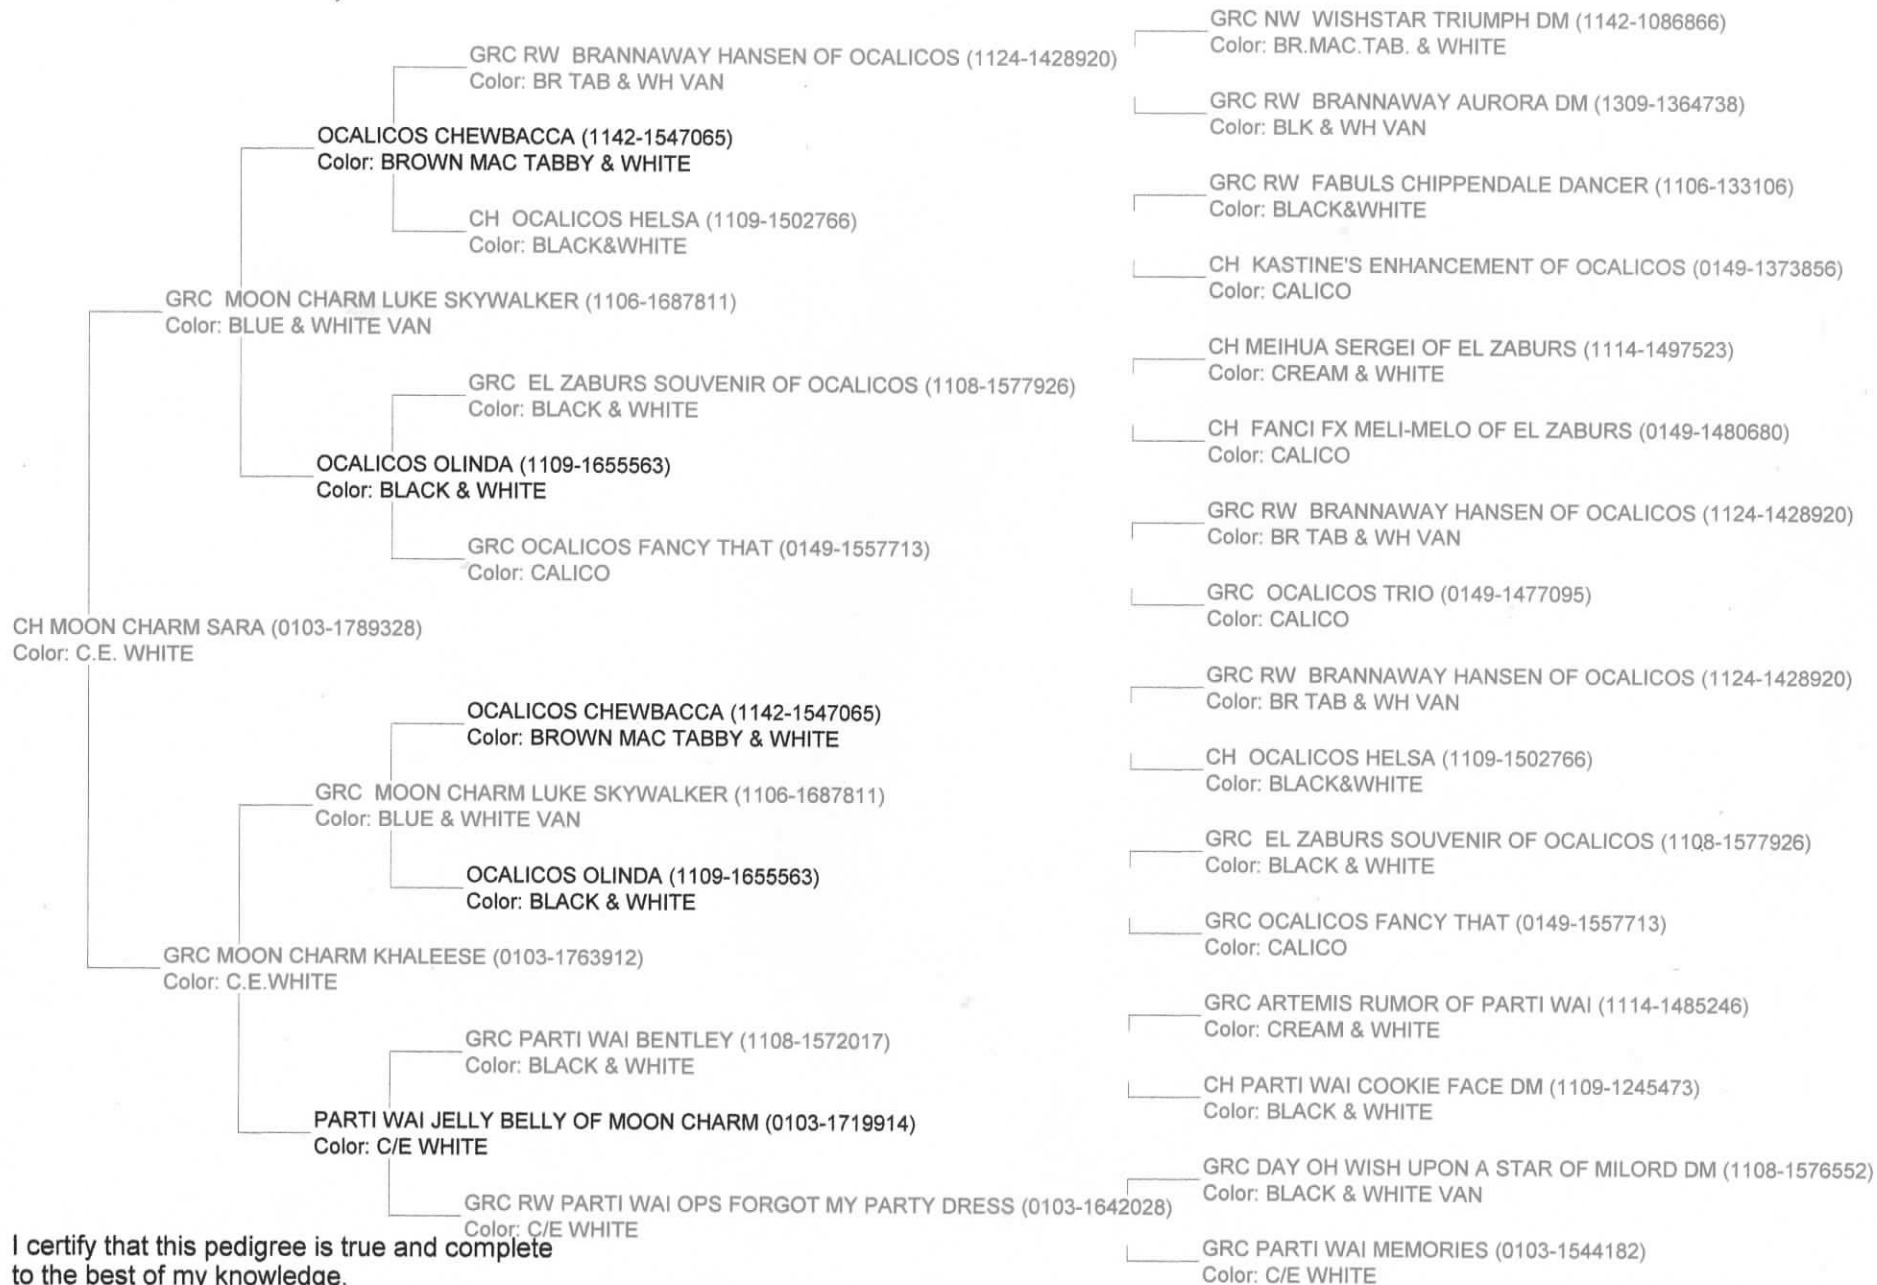 GRC NW WISHSTAR TRIUMPH DM (1142-1086866)
Color: BR.MAC.TAB. & WHITE
GRC RW BRANNAWAY HANSEN OF OCALICOS (1124-1428920)
Color: BR TAB & WH VAN
GRC RW BRANNAWAY AURORA DM (1309-1364738)
Color: BLK & WH VAN
OCALICOS CHEWBACCA (1142-1547065)
Color: BROWN MAC TABBY & WHITE
GRC RW FABULS CHIPPENDALE DANCER (1106-133106)
Color: BLACK&WHITE
CH OCALICOS HELSA (1109-1502766)
Color: BLACK&WHITE
CH KASTINE'S ENHANCEMENT OF OCALICOS (0149-1373856)
Color: CALICO
GRC MOON CHARM LUKE SKYWALKER (1106-1687811)
Color: BLUE & WHITE VAN
CH MEIHUA SERGEI OF EL ZABURS (1114-1497523)
Color: CREAM & WHITE
GRC EL ZABURS SOUVENIR OF OCALICOS (1108-1577926)
Color: BLACK & WHITE
CH FANCI FX MELI-MELO OF EL ZABURS (0149-1480680)
Color: CALICO
OCALICOS OLINDA (1109-1655563)
Color: BLACK & WHITE
GRC RW BRANNAWAY HANSEN OF OCALICOS (1124-1428920)
Color: BR TAB & WH VAN
GRC OCALICOS FANCY THAT (0149-1557713)
Color: CALICO
GRC OCALICOS TRIO (0149-1477095)
Color: CALICO
CH MOON CHARM SARA (0103-1789328)
Color: C.E. WHITE
GRC RW BRANNAWAY HANSEN OF OCALICOS (1124-1428920)
Color: BR TAB & WH VAN
OCALICOS CHEWBACCA (1142-1547065)
Color: BROWN MAC TABBY & WHITE
CH OCALICOS HELSA (1109-1502766)
Color: BLACK&WHITE
GRC MOON CHARM LUKE SKYWALKER (1106-1687811)
Color: BLUE & WHITE VAN
GRC EL ZABURS SOUVENIR OF OCALICOS (1108-1577926)
Color: BLACK & WHITE
OCALICOS OLINDA (1109-1655563)
Color: BLACK & WHITE
GRC OCALICOS FANCY THAT (0149-1557713)
Color: CALICO
GRC MOON CHARM KHALEESE (0103-1763912)
Color: C.E.WHITE
GRC ARTEMIS RUMOR OF PARTI WAI (1114-1485246)
Color: CREAM & WHITE
GRC PARTI WAI BENTLEY (1108-1572017)
Color: BLACK & WHITE
CH PARTI WAI COOKIE FACE DM (1109-1245473)
Color: BLACK & WHITE
PARTI WAI JELLY BELLY OF MOON CHARM (0103-1719914)
Color: C/E WHITE
GRC DAY OH WISH UPON A STAR OF MILORD DM (1108-1576552)
Color: BLACK & WHITE VAN
GRC RW PARTI WAI OPS FORGOT MY PARTY DRESS (0103-1642028)
Color: C/E WHITE
GRC PARTI WAI MEMORIES (0103-1544182)
Color: C/E WHITE
I certify that this pedigree is true and complete
to the best of my knowledge.